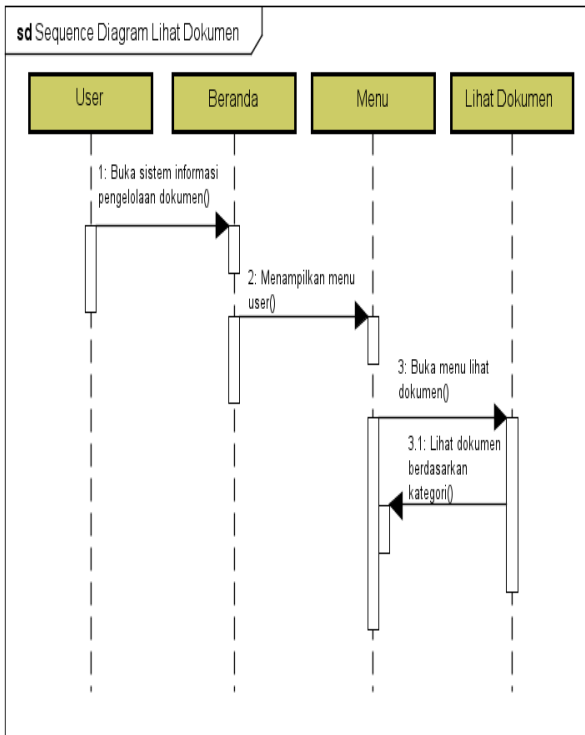 sd Sequence Diagram Lihat Dokumen
User
Beranda
Menu
Lihat Dokumen
1: Buka sistem informasi
pengelolaan dokumen()
2: Menampilkan menu
user()
3: Buka menu lihat
dokumen()
3.1: Lihat dokumen
berdasarkan
kategori()